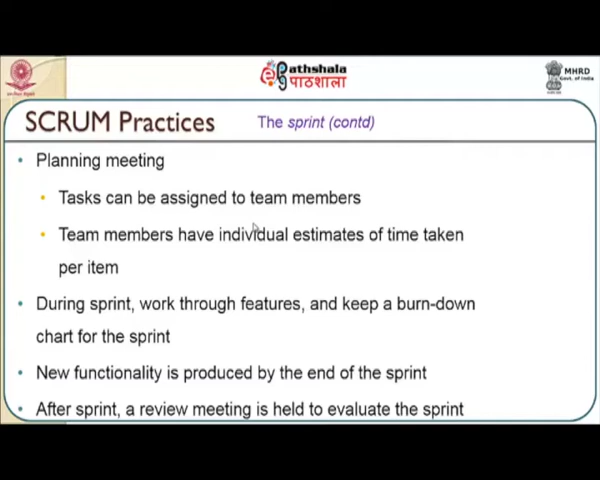 ePathshala
पाठशाला
MHRD
Govt. of India
SCRUM Practices The sprint (contd)
• Planning meeting
• Tasks can be assigned to team members
• Team members have individual estimates of time taken
per item
• During sprint, work through features, and keep a burn-down
chart for the sprint
• New functionality is produced by the end of the sprint
• After sprint, a review meeting is held to evaluate the sprint